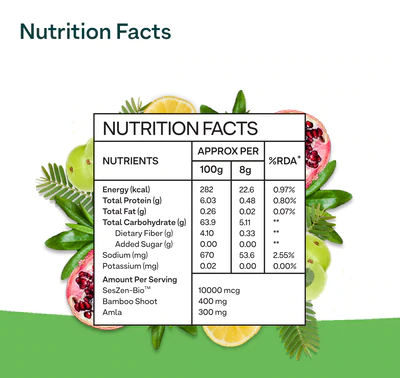 Nutrition Facts
NUTRITION FACTS
NUTRIENTS APPROX PER %RDA*
100g 8g
Energy (kcal) 282 22.6 0.97%
Total Protein (g) 6.03 0.48 0.80%
Total Fat (g) 0.26 0.02 0.07%
Total Carbohydrate (g) 63.9 5.11 **
Dietary Fiber (g) 4.10 0.33 **
Added Sugar (g) 0.00 0.00 **
Sodium (mg) 670 53.6 2.55%
Potassium (mg) 0.02 0.00 0.00%
Amount Per Serving
SesZen-Bio™ 10000 mcg
Bamboo Shoot 400 mg
Amla 300 mg